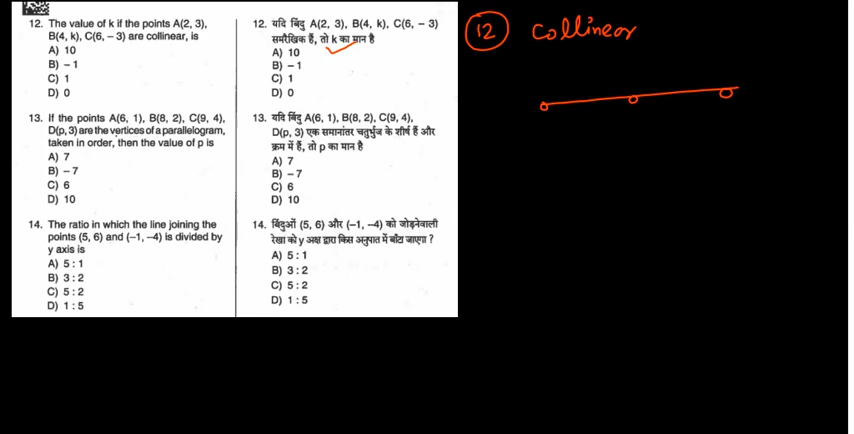 12. The value of k if the points A(2, 3),
B(4, k), C(6, – 3) are collinear, is
A) 10
B) – 1
C) 1
D) 0
13. If the points A(6, 1), B(8, 2), C(9, 4),
D(p, 3) are the vertices of a parallelogram,
taken in order, then the value of p is
A) 7
B) – 7
C) 6
D) 10
14. The ratio in which the line joining the
points (5, 6) and (–1, –4) is divided by
y axis is
A) 5 : 1
B) 3 : 2
C) 5 : 2
D) 1 : 5
12. यदि बिंदु A(2, 3), B(4, k), C(6, – 3)
समरैखिक हैं, तो k का मान है
A) 10
B) – 1
C) 1
D) 0
13. यदि बिंदु A(6, 1), B(8, 2), C(9, 4),
D(p, 3) एक समानांतर चतुर्भुज के शीर्ष हैं और
क्रम में हैं, तो p का मान है
A) 7
B) – 7
C) 6
D) 10
14. बिंदुओं (5, 6) और (–1, –4) को जोड़नेवाली
रेखा को y अक्ष द्वारा किस अनुपात में बाँटा जाएगा ?
A) 5 : 1
B) 3 : 2
C) 5 : 2
D) 1 : 5
12 Collinear